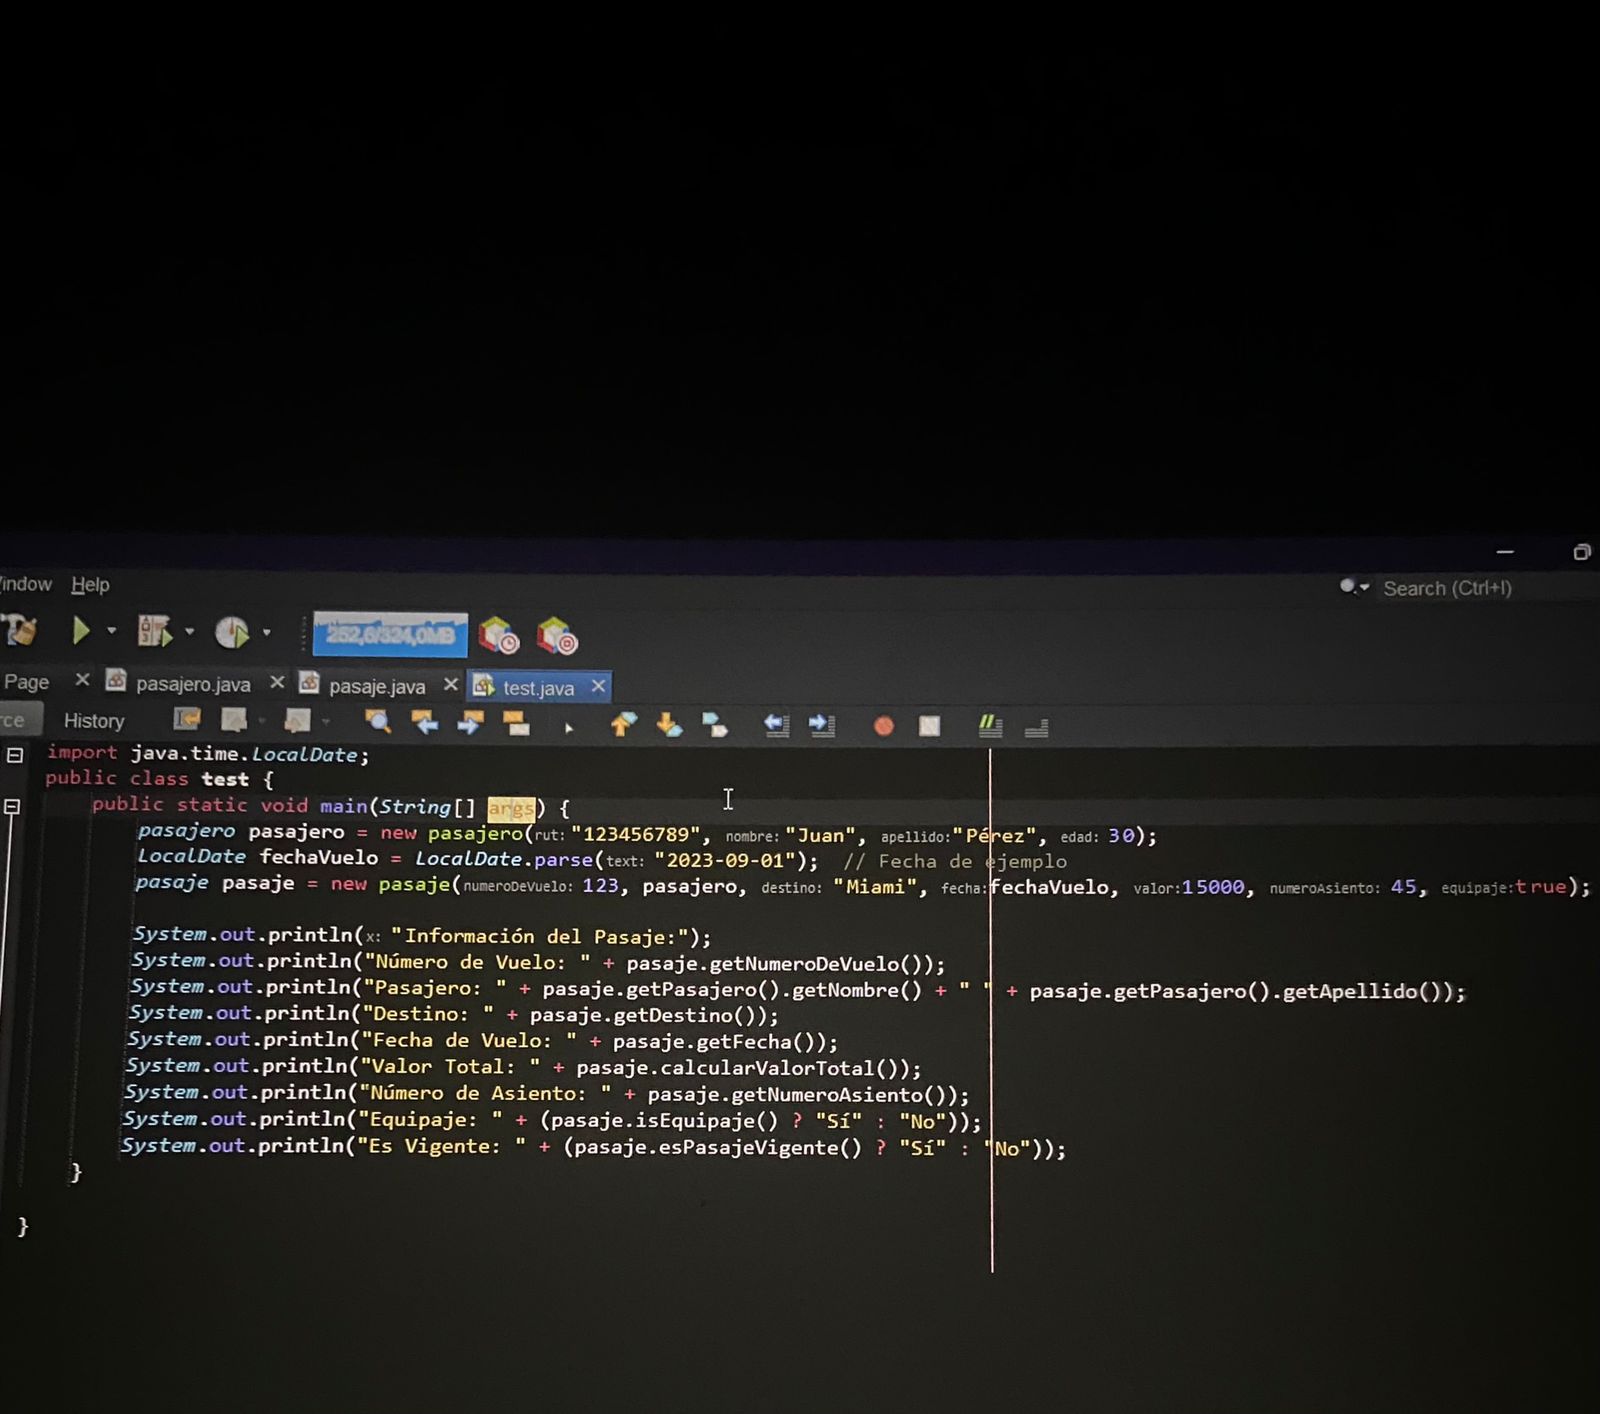 indow Help
Search (Ctrl+I)
252,6/324,0MB
Page pasajero.java pasaje.java test.java
rce History
import java.time.LocalDate;
public class test {
public static void main(String[] args) {
pasajero pasajero = new pasajero(rut: "123456789", nombre: "Juan", apellido:"Pérez", edad: 30);
LocalDate fechaVuelo = LocalDate.parse(text: "2023-09-01"); // Fecha de ejemplo
pasaje pasaje = new pasaje(numeroDeVuelo: 123, pasajero, destino: "Miami", fecha:fechaVuelo, valor:15000, numeroAsiento: 45, equipaje:true);
System.out.println(x: "Información del Pasaje:");
System.out.println("Número de Vuelo: " + pasaje.getNumeroDeVuelo());
System.out.println("Pasajero: " + pasaje.getPasajero().getNombre() + " " + pasaje.getPasajero().getApellido());
System.out.println("Destino: " + pasaje.getDestino());
System.out.println("Fecha de Vuelo: " + pasaje.getFecha());
System.out.println("Valor Total: " + pasaje.calcularValorTotal());
System.out.println("Número de Asiento: " + pasaje.getNumeroAsiento());
System.out.println("Equipaje: " + (pasaje.isEquipaje() ? "Sí" : "No"));
System.out.println("Es Vigente: " + (pasaje.esPasajeVigente() ? "Sí" : "No"));
}
}